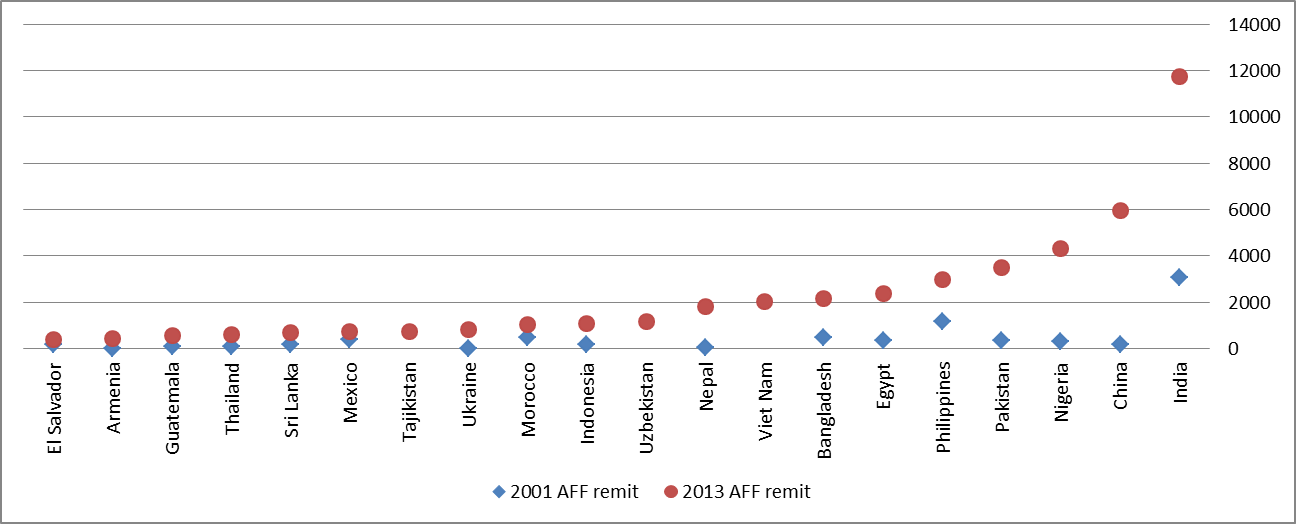 14000
12000
10000
8000
6000
4000
2000
0
El Salvador
Armenia
Guatemala
Thailand
Sri Lanka
Mexico
Tajikistan
Ukraine
Morocco
Indonesia
Uzbekistan
Nepal
Viet Nam
Bangladesh
Egypt
Philippines
Pakistan
Nigeria
China
India
2001 AFF remit 2013 AFF remit